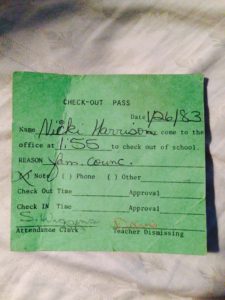 CHECK-OUT PASS
Date 1/26/83
Name Nicki Harrison may come to the
office at 1:55 to check out of school.
REASON Fam. Counc.
(X) Note ( ) Phone ( ) Other
Check Out Time Approval
Check IN Time Approval
S. Wiggins
Attendance Clerk Teacher Dismissing